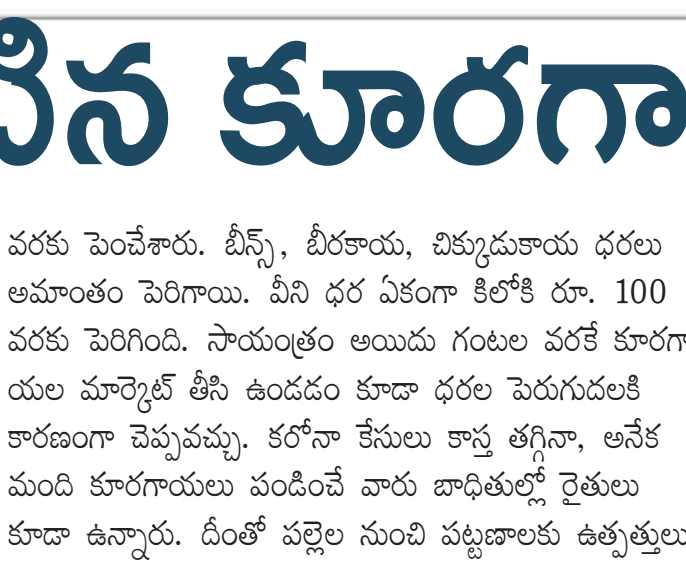 ిన కూరగా
వరకు పెంచేశారు. బీన్స్, బీరకాయ, చిక్కుడుకాయ ధరలు
అమాంతం పెరిగాయి. వీని ధర ఏకంగా కిలోకి రూ. 100
వరకు పెరిగింది. సాయంత్రం అయిదు గంటల వరకే కూరగా
యల మార్కెట్ తీసి ఉండడం కూడా ధరల పెరుగుదలకి
కారణంగా చెప్పవచ్చు. కరోనా కేసులు కాస్త తగ్గినా, అనేక
మంది కూరగాయలు పండించే వారు బాధితుల్లో రైతులు
కూడా ఉన్నారు. దీంతో పల్లెల నుంచి పట్టణాలకు ఉత్పత్తులు